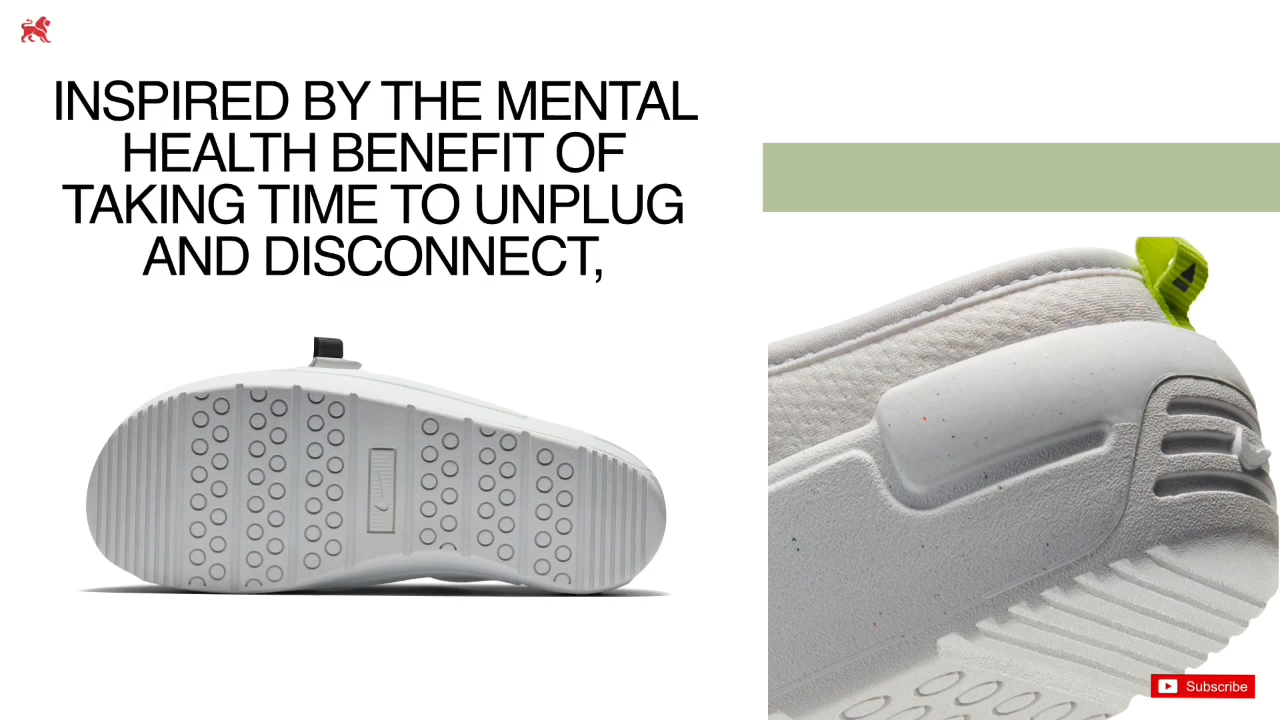 INSPIRED BY THE MENTAL
HEALTH BENEFIT OF
TAKING TIME TO UNPLUG
AND DISCONNECT,
Subscribe